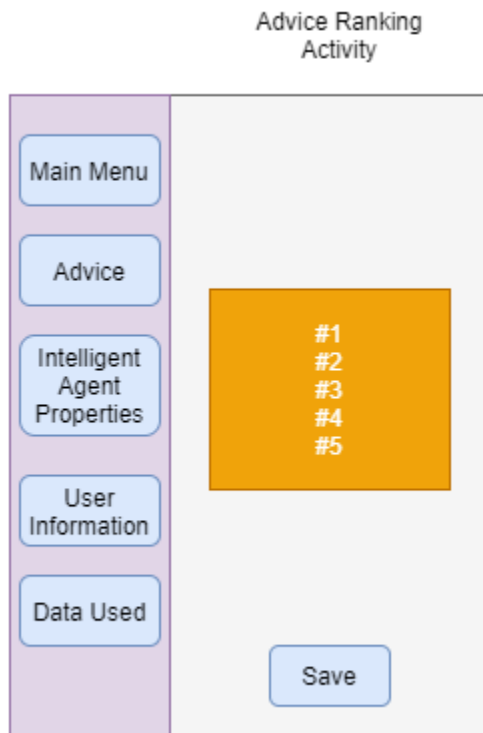 Advice Ranking
Activity
Main Menu
Advice
Intelligent
Agent
Properties
User
Information
Data Used
#1
#2
#3
#4
#5
Save